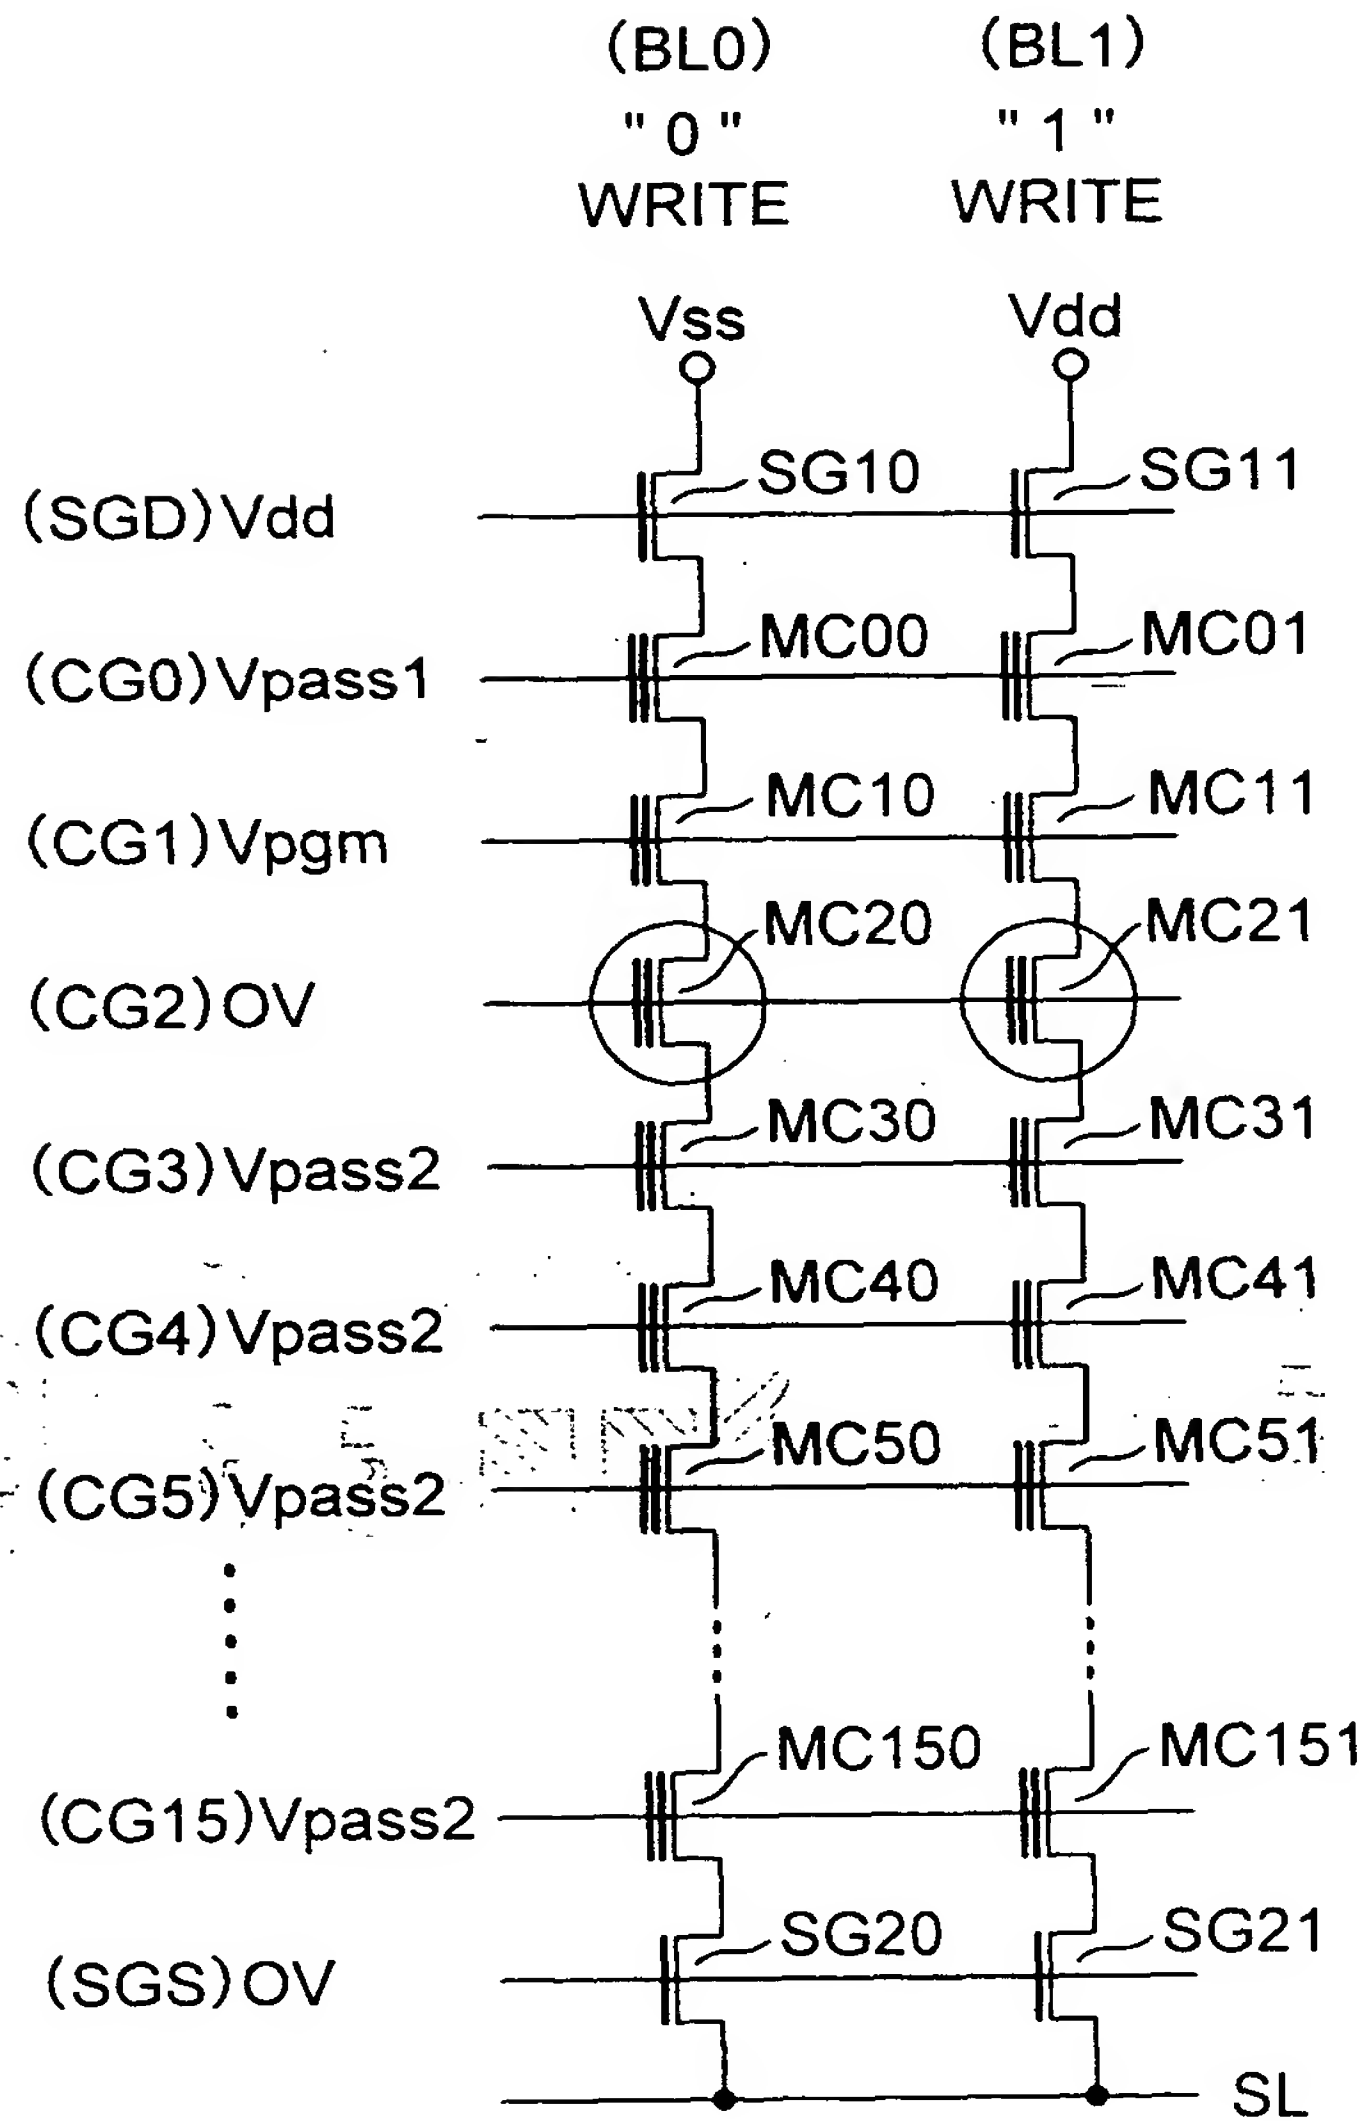 (BL0) (BL1)
"0" "1"
WRITE WRITE
Vss Vdd
SG10 SG11
(SGD)Vdd
MC00 MC01
(CG0)Vpass1
MC10 MC11
(CG1)Vpgm
MC20 MC21
(CG2)OV
MC30 MC31
(CG3)Vpass2
MC40 MC41
(CG4)Vpass2
MC50 MC51
(CG5)Vpass2
MC150 MC151
(CG15)Vpass2
SG20 SG21
(SGS)OV
SL